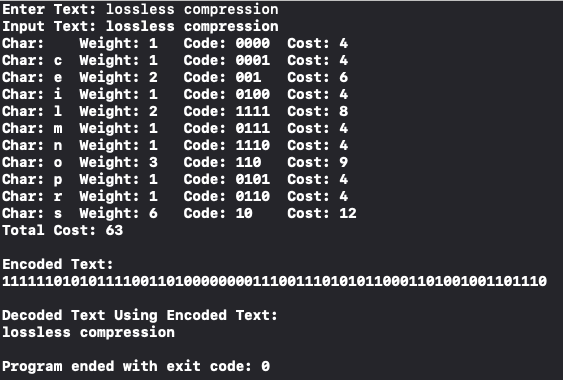 Enter Text: lossless compression
Input Text: lossless compression
Char:   Weight: 1 Code: 0000 Cost: 4
Char: c Weight: 1 Code: 0001 Cost: 4
Char: e Weight: 2 Code: 001 Cost: 6
Char: i Weight: 1 Code: 0100 Cost: 4
Char: l Weight: 2 Code: 1111 Cost: 8
Char: m Weight: 1 Code: 0111 Cost: 4
Char: n Weight: 1 Code: 1110 Cost: 4
Char: o Weight: 3 Code: 110 Cost: 9
Char: p Weight: 1 Code: 0101 Cost: 4
Char: r Weight: 1 Code: 0110 Cost: 4
Char: s Weight: 6 Code: 10 Cost: 12
Total Cost: 63
Encoded Text:
111111010101111001101000000001110011101010110001101001001101110
Decoded Text Using Encoded Text:
lossless compression
Program ended with exit code: 0